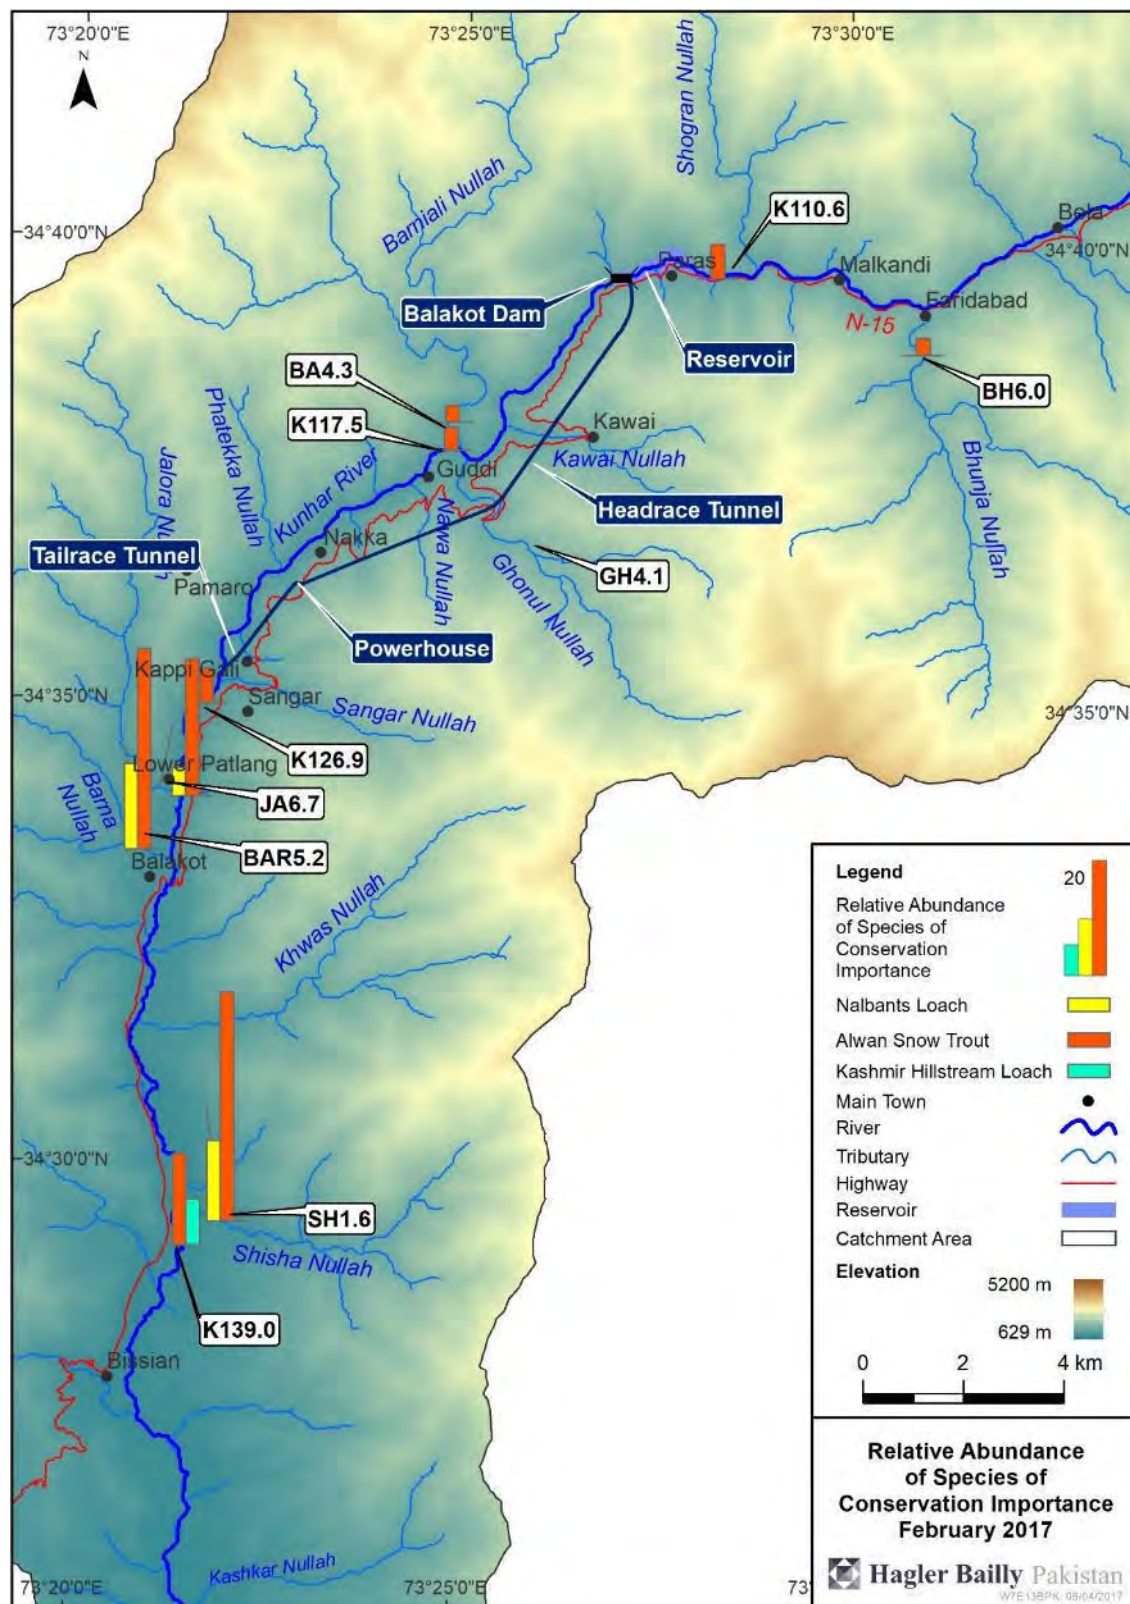 73°20'0"E
73°25'0"E
73°30'0"E
N
Shogran Nullah
Barniali Nullah
K110.6
Bela
34°40'0"N
34°40'0"N
Paras
Malkandi
Balakot Dam
Faridabad
N-15
Reservoir
BA4.3
BH6.0
Phatekka Nullah
K117.5
Kawai
Jalora Nullah
Kawai Nullah
Guddi
Kunhar River
Bhunja Nullah
Headrace Tunnel
Nawa Nullah
Tailrace Tunnel
Nakka
GH4.1
Ghonul Nullah
Pamaro
Powerhouse
Kappi Gali
34°35'0"N
Sangar
Sangar Nullah
34°35'0"N
K126.9
Lower Patlang
Barna
Nullah
JA6.7
BAR5.2
Balakot
Khwas Nullah
34°30'0"N
SH1.6
Shisha Nullah
K139.0
Bissian
Kashkar Nullah
73°20'0"E
73°25'0"E
73°
Legend
20
Relative Abundance
of Species of
Conservation
Importance
Nalbants Loach
Alwan Snow Trout
Kashmir Hillstream Loach
Main Town
River
Tributary
Highway
Reservoir
Catchment Area
Elevation
5200 m
629 m
0 2 4 km
Relative Abundance
of Species of
Conservation Importance
February 2017
Hagler Bailly Pakistan
W7E13BPK: 08/04/2017